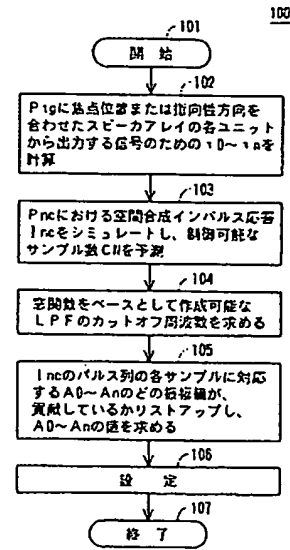 100
101
開始
102
Ptgに焦点位置または指向性方向を
合わせたスピーカアレイの各ユニット
から出力する信号のためのτ0～τnを
計算
103
Pncにおける空間合成インパルス応答
Incをシミュレートし、制御可能な
サンプル数CNを予測
104
窓関数をベースとして作成可能な
LPFのカットオフ周波数を求める
105
Incのパルス列の各サンプルに対応
するA0～Anのどの振幅値が、
貢献しているかリストアップし、
A0～Anの値を求める
106
設定
107
終了